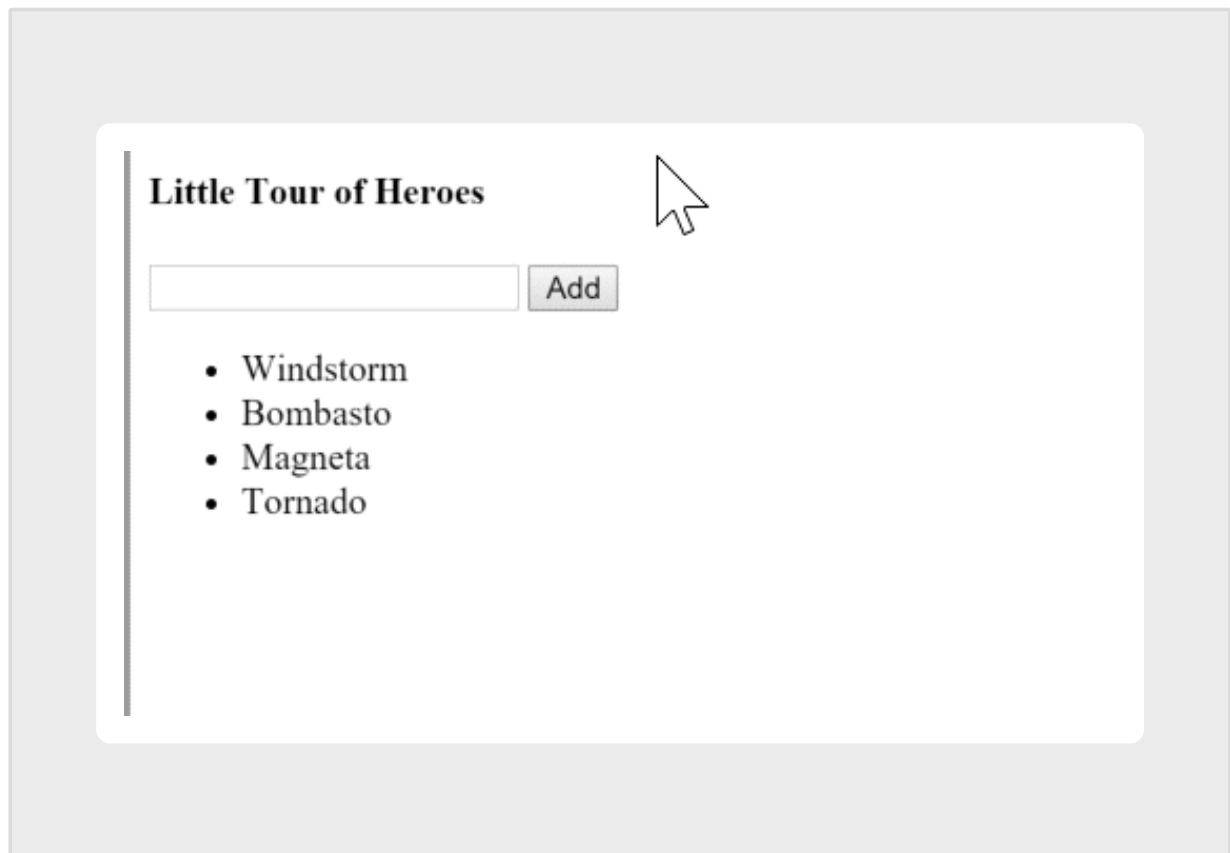 Little Tour of Heroes
Add
Windstorm
Bombasto
Magneta
Tornado